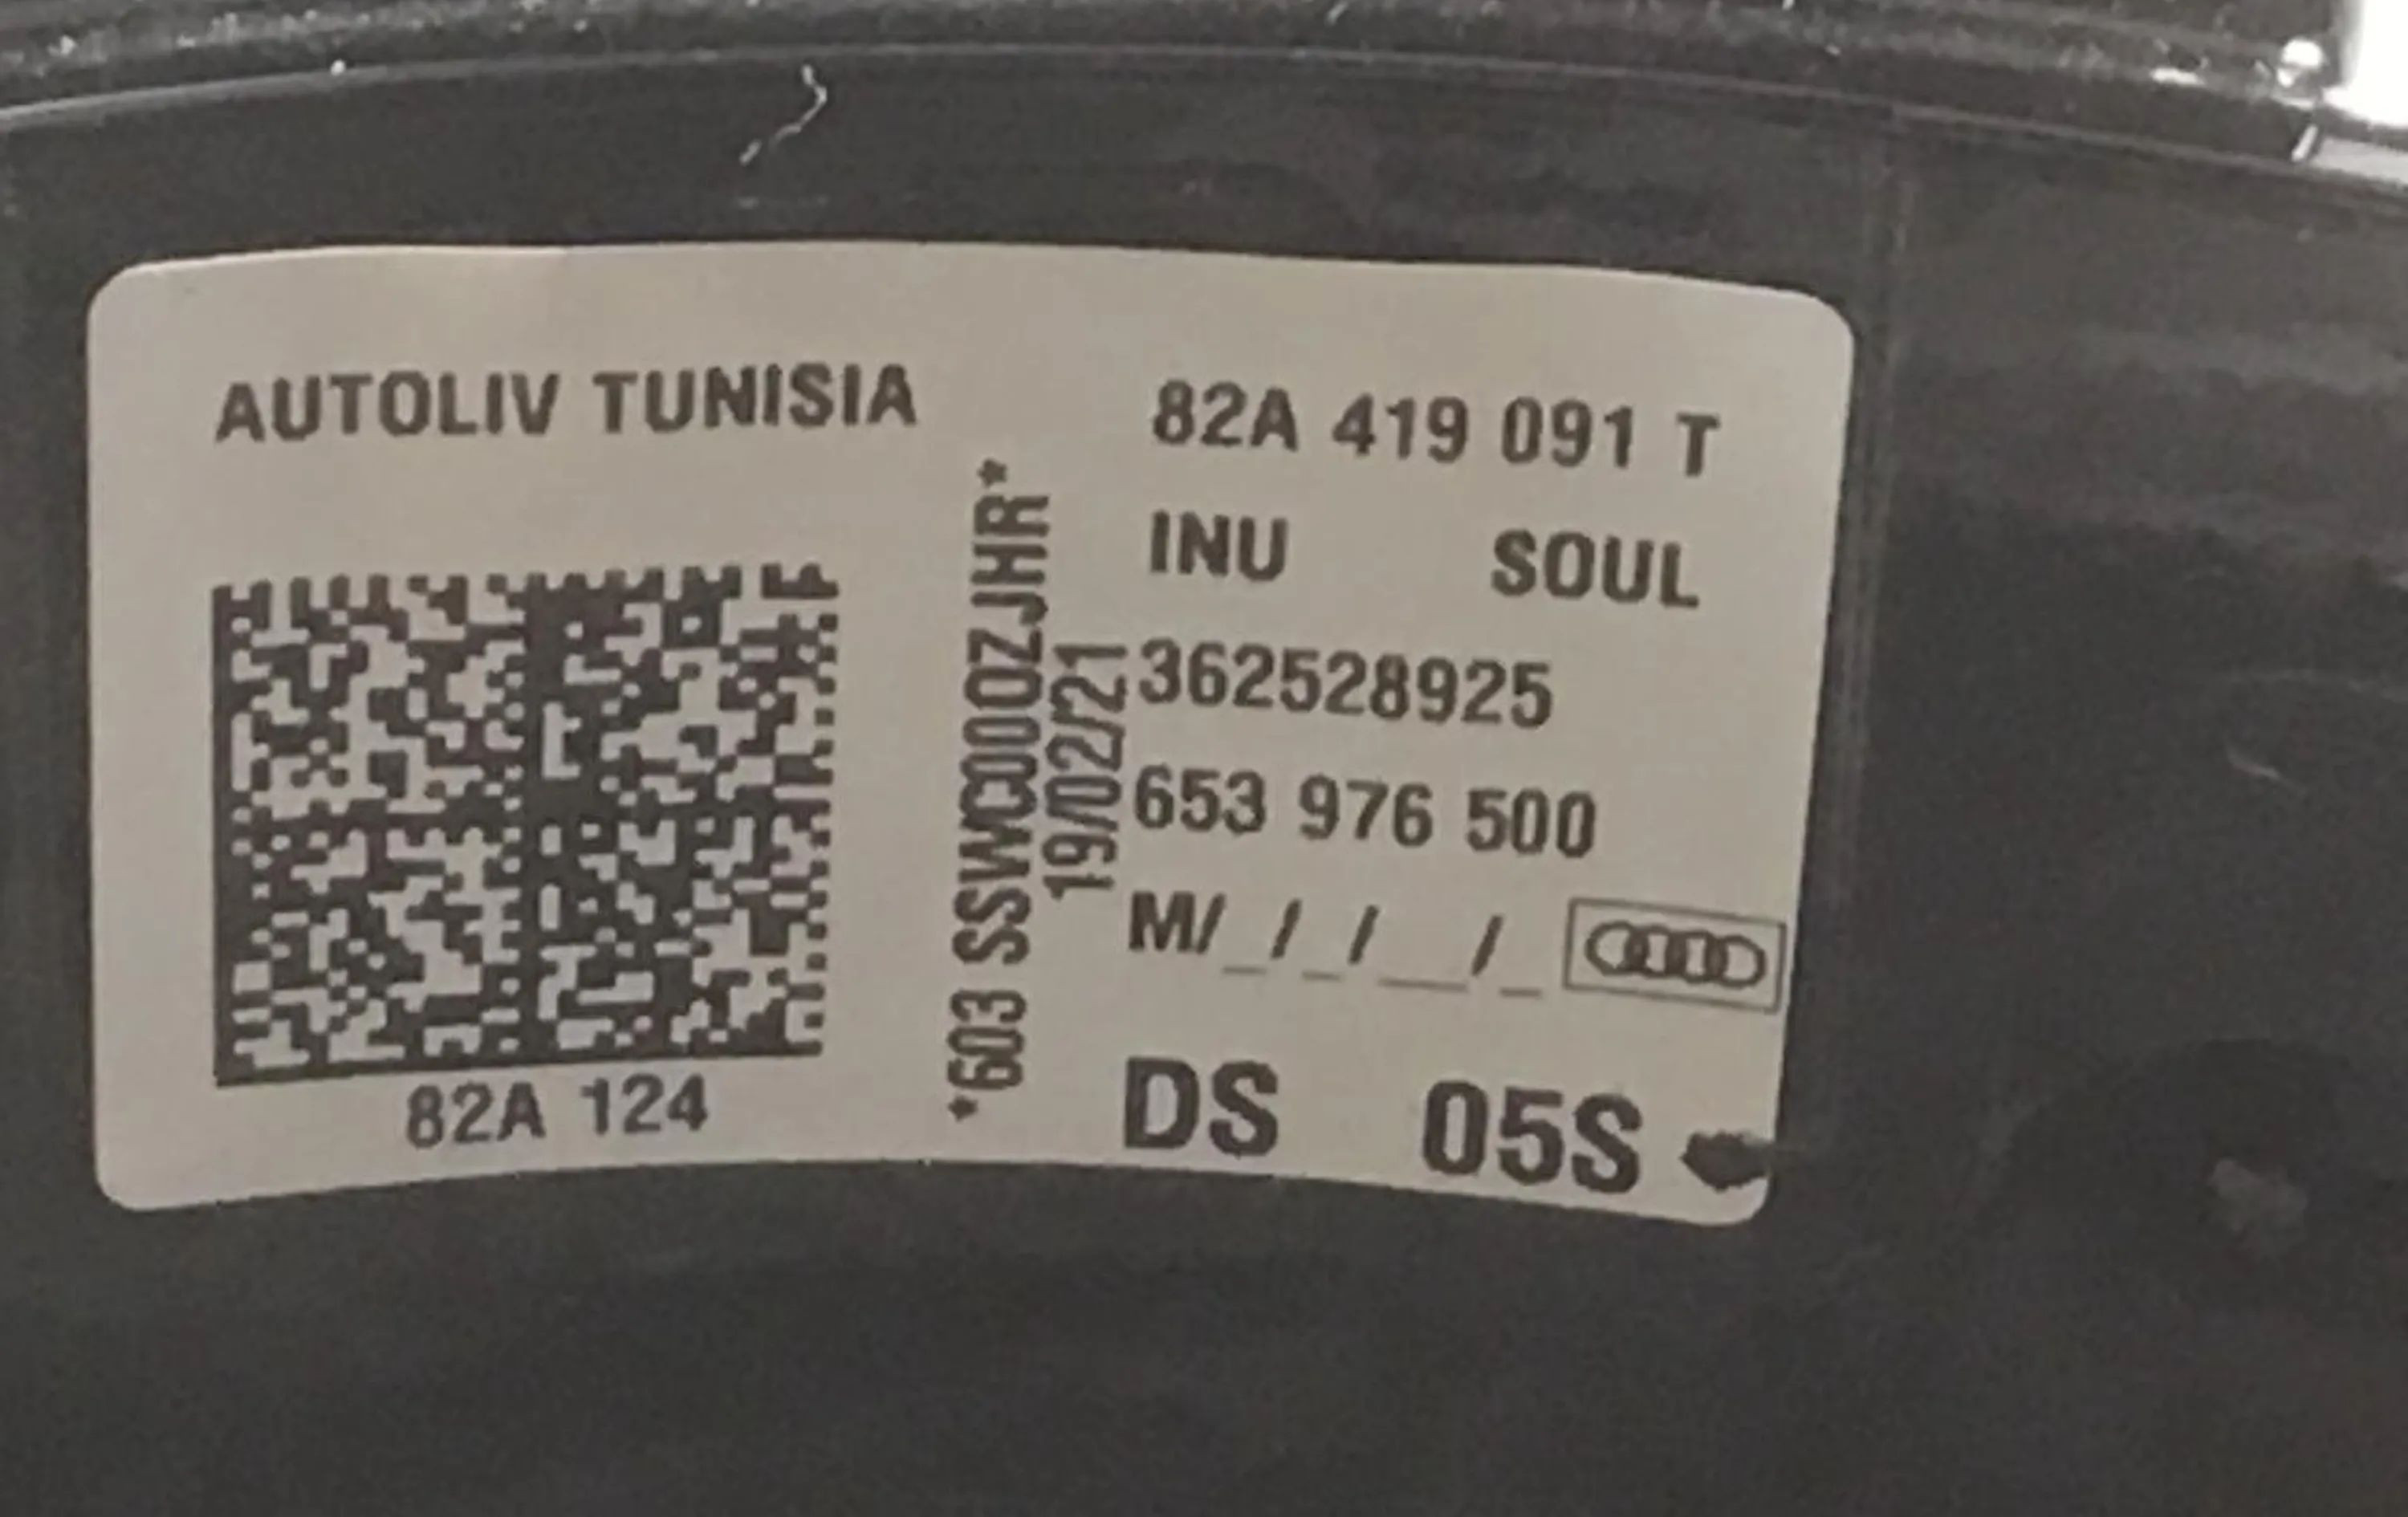 AUTOLIV TUNISIA
82A 124
*603 SSWC000ZJHR*
19/02/21
82A 419 091 T
INU SOUL
362528925
653 976 500
M/_/_/__/_
DS 05S